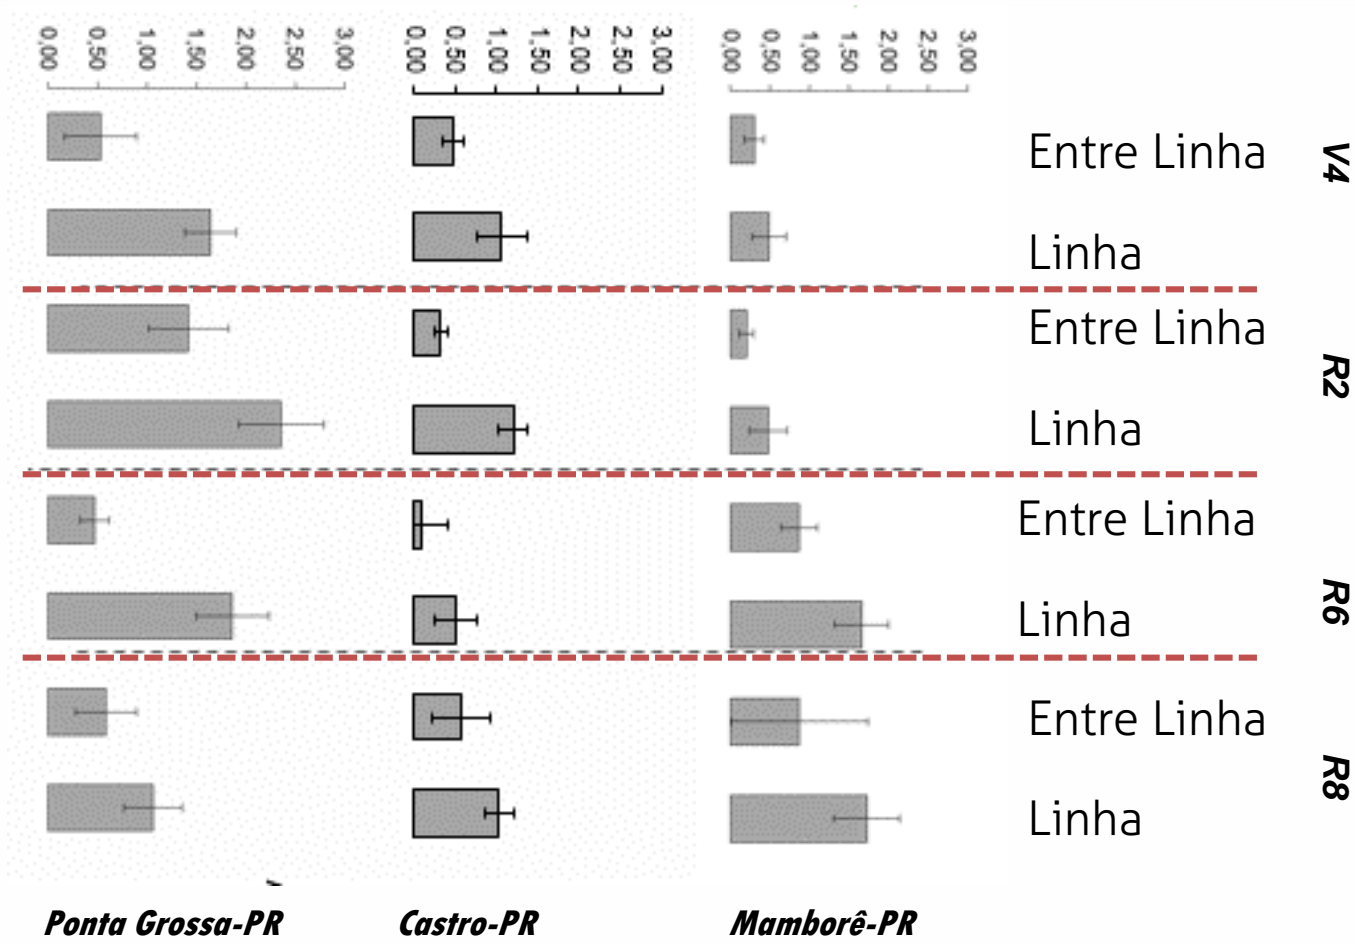 0,00 0,50 1,00 1,50 2,00 2,50 3,00
0,00 0,50 1,00 1,50 2,00 2,50 3,00
0,00 0,50 1,00 1,50 2,00 2,50 3,00
V4
Entre Linha
Linha
R2
Entre Linha
Linha
R6
Entre Linha
Linha
R8
Entre Linha
Linha
Ponta Grossa-PR
Castro-PR
Mamborê-PR